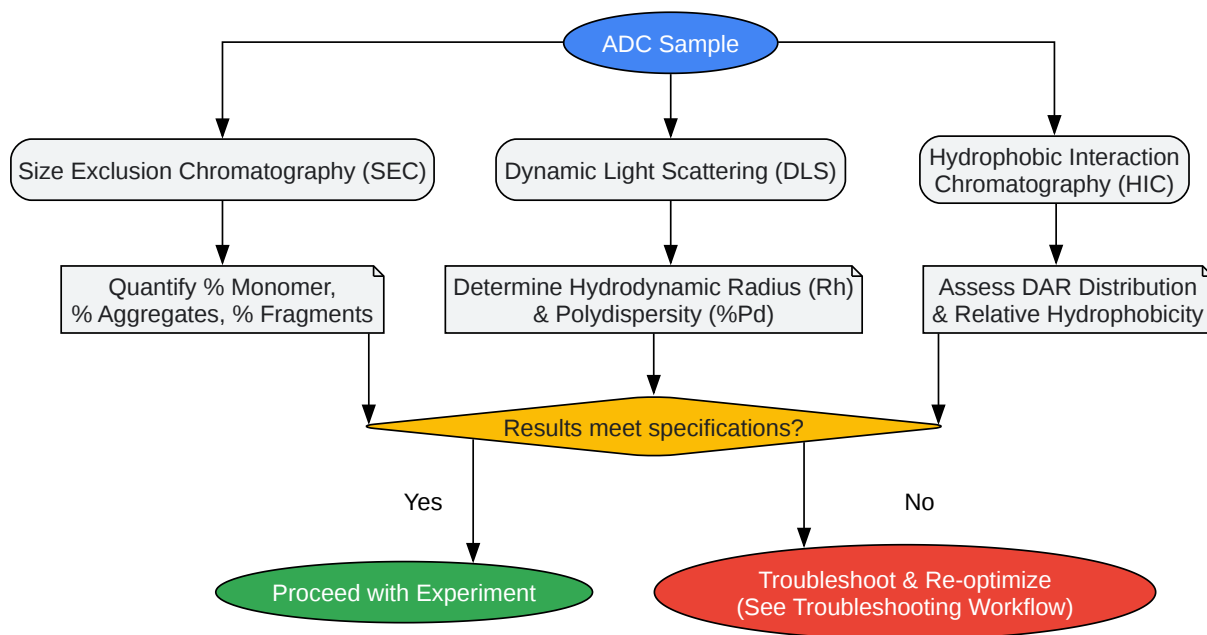 ADC Sample
Size Exclusion Chromatography (SEC)
Dynamic Light Scattering (DLS)
Hydrophobic Interaction
Chromatography (HIC)
Quantify % Monomer,
% Aggregates, % Fragments
Determine Hydrodynamic Radius (Rh)
& Polydispersity (%Pd)
Assess DAR Distribution
& Relative Hydrophobicity
Results meet specifications?
Yes
No
Proceed with Experiment
Troubleshoot & Re-optimize
(See Troubleshooting Workflow)